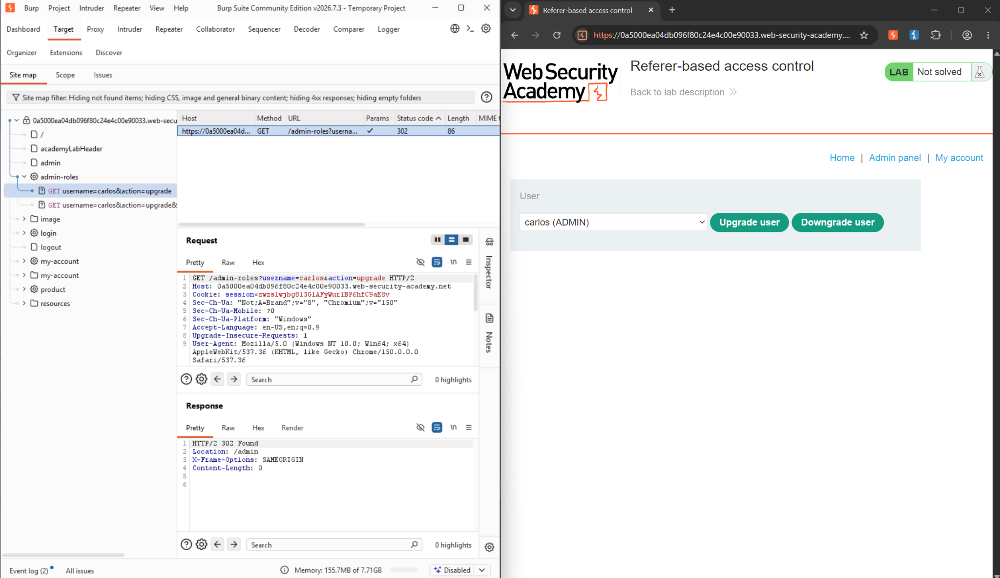 Burp Project Intruder Repeater View Help Burp Suite Community Edition v2026.7.3 - Temporary Project
Dashboard Target Proxy Intruder Repeater Collaborator Sequencer Decoder Comparer Logger
Organizer Extensions Discover
Site map Scope Issues
Site map filter: Hiding not found items; hiding CSS, image and general binary content; hiding 4xx responses; hiding empty folders
0a5000ea04db096f80c24e4c00e90033.web-secu
/
academyLabHeader
admin
admin-roles
GET username=carlos&action=upgrade
GET username=carlos&action=upgrade&
image
login
logout
my-account
my-account
product
resources
Host Method URL Params Status code Length MIME t
https://0a5000ea04d... GET /admin-roles?userna... 302 86
Request
Pretty Raw Hex \n
1 GET /admin-roles?username=carlos&action=upgrade HTTP/2
2 Host: 0a5000ea04db096f80c24e4c00e90033.web-security-academy.net
3 Cookie: session=zwzslwjbg8l3GlAFyWurlBP6hfC9aE8v
4 Sec-Ch-Ua: "Not;A=Brand";v="8", "Chromium";v="150"
5 Sec-Ch-Ua-Mobile: ?0
6 Sec-Ch-Ua-Platform: "Windows"
7 Accept-Language: en-US,en;q=0.9
8 Upgrade-Insecure-Requests: 1
9 User-Agent: Mozilla/5.0 (Windows NT 10.0; Win64; x64)
AppleWebKit/537.36 (KHTML, like Gecko) Chrome/150.0.0.0
Safari/537.36
Search 0 highlights
Inspector
Notes
Response
Pretty Raw Hex Render \n
1 HTTP/2 302 Found
2 Location: /admin
3 X-Frame-Options: SAMEORIGIN
4 Content-Length: 0
5
6
Search 0 highlights
Event log (2) All issues Memory: 155.7MB of 7.71GB Disabled
Referer-based access control
https://0a5000ea04db096f80c24e4c00e90033.web-security-academy....
Web Security
Academy
Referer-based access control
Back to lab description
LAB Not solved
Home | Admin panel | My account
User
carlos (ADMIN) Upgrade user Downgrade user